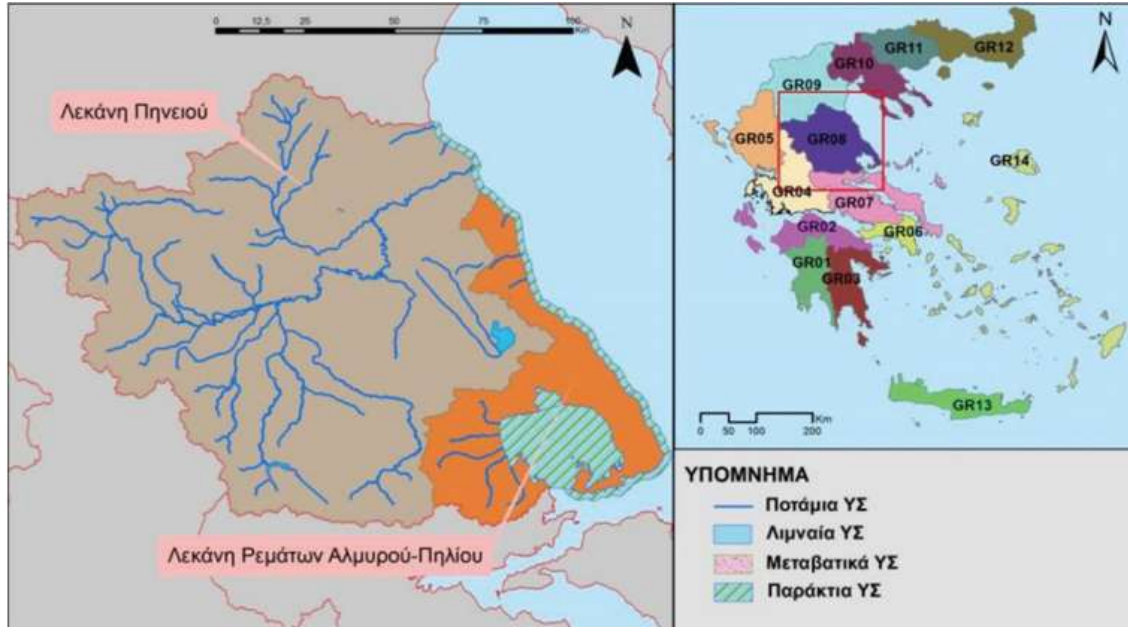 0 12,5 25 50 75 100
Km
N
Λεκάνη Πηνειού
Λεκάνη Ρεμάτων Αλμυρού-Πηλίου
N
GR12
GR11
GR10
GR09
GR08
GR05
GR14
GR04
GR07
GR02
GR06
GR01
GR03
GR13
Km
0 50 100 200
ΥΠΟΜΝΗΜΑ
Ποτάμια ΥΣ
Λιμναία ΥΣ
Μεταβατικά ΥΣ
Παράκτια ΥΣ